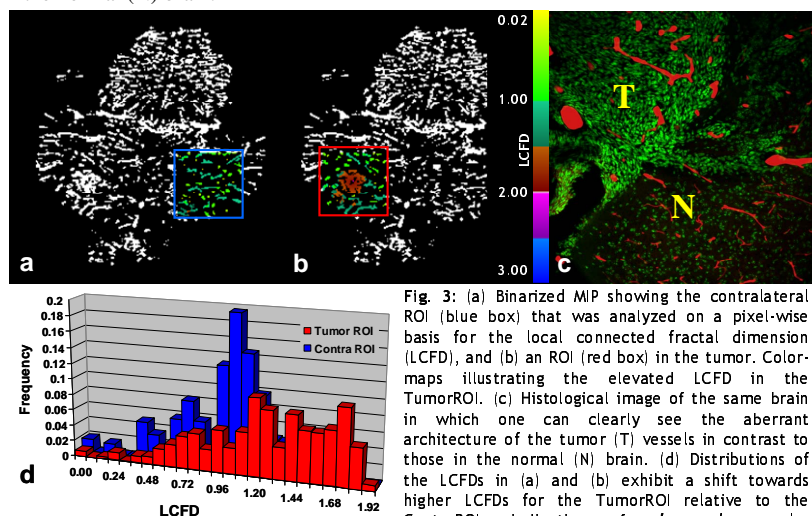 0.02
1.00
LCFD
2.00
3.00
T
N
a
b
c
0.2
0.18
0.16
0.14
0.12
0.1
0.08
0.06
0.04
0.02
0
Frequency
Tumor ROI
Contra ROI
0.00 0.24 0.48 0.72 0.96 1.20 1.44 1.68 1.92
LCFD
d
Fig. 3: (a) Binarized MIP showing the contralateral
ROI (blue box) that was analyzed on a pixel-wise
basis for the local connected fractal dimension
(LCFD), and (b) an ROI (red box) in the tumor. Color-
maps illustrating the elevated LCFD in the
TumorROI. (c) Histological image of the same brain
in which one can clearly see the aberrant
architecture of the tumor (T) vessels in contrast to
those in the normal (N) brain. (d) Distributions of
the LCFDs in (a) and (b) exhibit a shift towards
higher LCFDs for the TumorROI relative to the